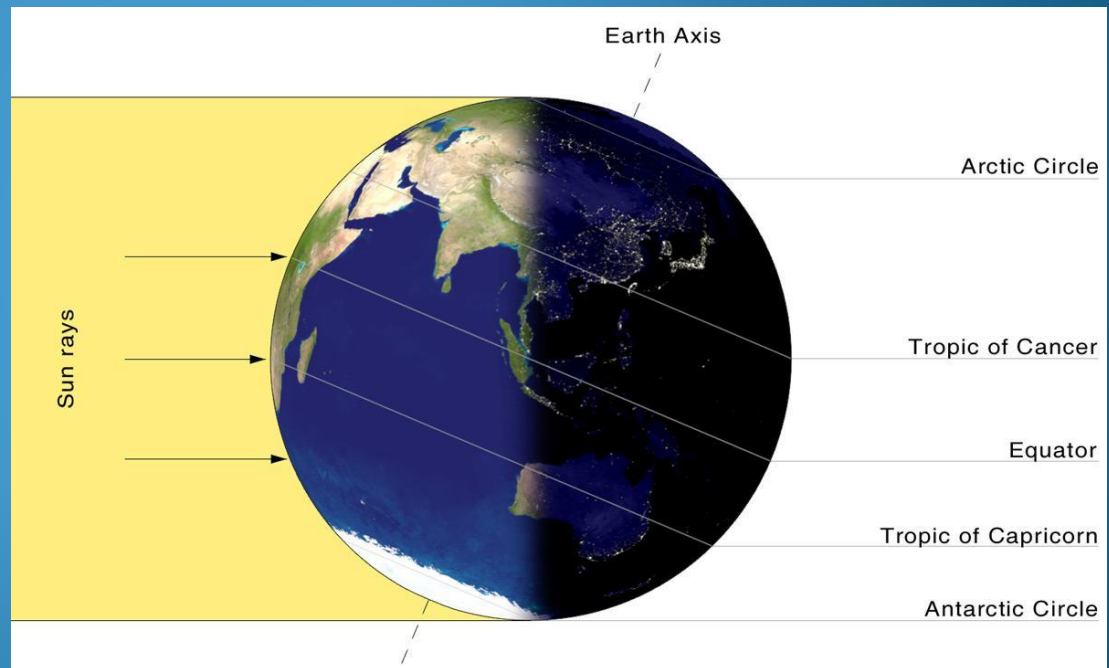 Earth Axis
Arctic Circle
Sun rays
Tropic of Cancer
Equator
Tropic of Capricorn
Antarctic Circle